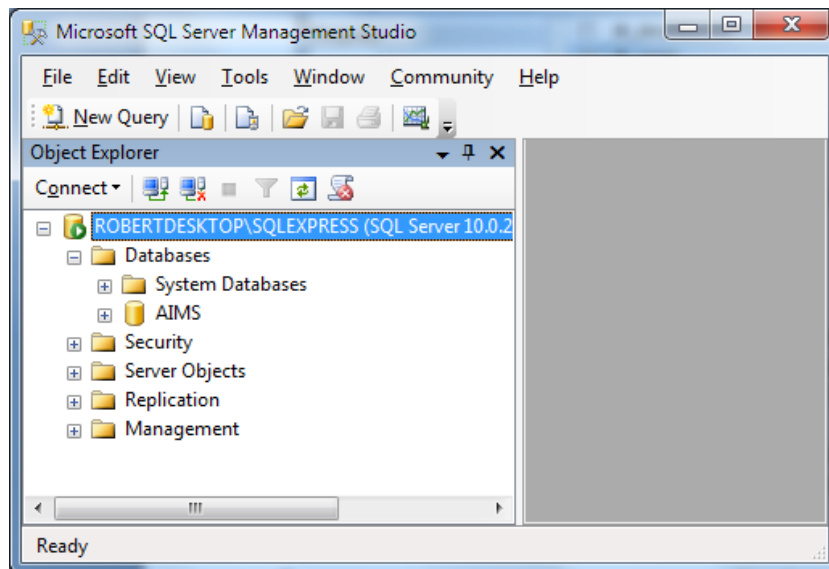 Microsoft SQL Server Management Studio
File Edit View Tools Window Community Help
New Query
Object Explorer
Connect
ROBERTDESKTOP\SQLEXPRESS (SQL Server 10.0.2
Databases
System Databases
AIMS
Security
Server Objects
Replication
Management
Ready